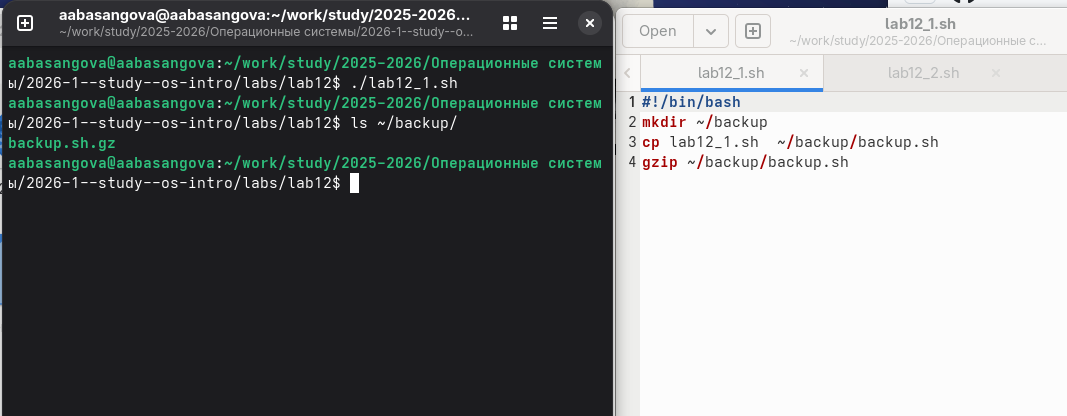 aabasangova@aabasangova:~/work/study/2025-2026...
~/work/study/2025-2026/Операционные системы/2026-1--study--o...
aabasangova@aabasangova:~/work/study/2025-2026/Операционные систем
ы/2026-1--study--os-intro/labs/lab12$ ./lab12_1.sh
aabasangova@aabasangova:~/work/study/2025-2026/Операционные систем
ы/2026-1--study--os-intro/labs/lab12$ ls ~/backup/
backup.sh.gz
aabasangova@aabasangova:~/work/study/2025-2026/Операционные систем
ы/2026-1--study--os-intro/labs/lab12$
Open
lab12_1.sh
~/work/study/2025-2026/Операционные с...
lab12_1.sh
lab12_2.sh
1 #!/bin/bash
2 mkdir ~/backup
3 cp lab12_1.sh  ~/backup/backup.sh
4 gzip ~/backup/backup.sh